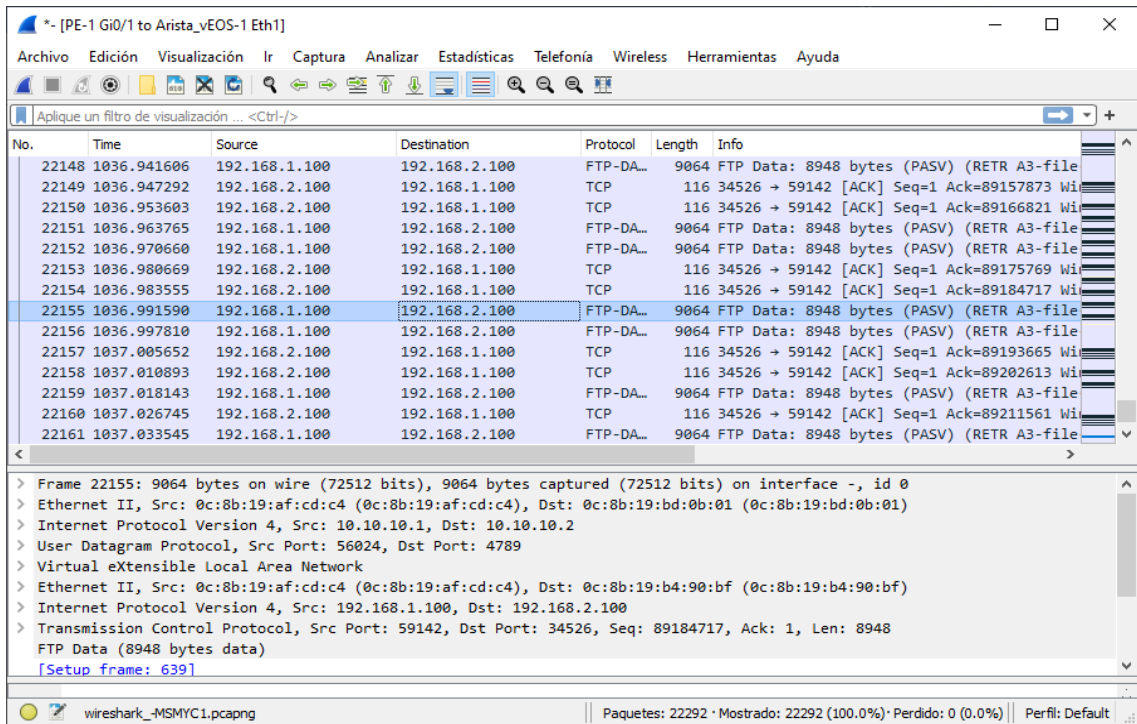 *- [PE-1 Gi0/1 to Arista_vEOS-1 Eth1]
Archivo Edición Visualización Ir Captura Analizar Estadísticas Telefonía Wireless Herramientas Ayuda
Aplique un filtro de visualización ... <Ctrl-/>
No. Time Source Destination Protocol Length Info
22148 1036.941606 192.168.1.100 192.168.2.100 FTP-DA... 9064 FTP Data: 8948 bytes (PASV) (RETR A3-file
22149 1036.947292 192.168.2.100 192.168.1.100 TCP 116 34526 → 59142 [ACK] Seq=1 Ack=89157873 Wi
22150 1036.953603 192.168.2.100 192.168.1.100 TCP 116 34526 → 59142 [ACK] Seq=1 Ack=89166821 Wi
22151 1036.963765 192.168.1.100 192.168.2.100 FTP-DA... 9064 FTP Data: 8948 bytes (PASV) (RETR A3-file
22152 1036.970660 192.168.1.100 192.168.2.100 FTP-DA... 9064 FTP Data: 8948 bytes (PASV) (RETR A3-file
22153 1036.980669 192.168.2.100 192.168.1.100 TCP 116 34526 → 59142 [ACK] Seq=1 Ack=89175769 Wi
22154 1036.983555 192.168.2.100 192.168.1.100 TCP 116 34526 → 59142 [ACK] Seq=1 Ack=89184717 Wi
22155 1036.991590 192.168.1.100 192.168.2.100 FTP-DA... 9064 FTP Data: 8948 bytes (PASV) (RETR A3-file
22156 1036.997810 192.168.1.100 192.168.2.100 FTP-DA... 9064 FTP Data: 8948 bytes (PASV) (RETR A3-file
22157 1037.005652 192.168.2.100 192.168.1.100 TCP 116 34526 → 59142 [ACK] Seq=1 Ack=89193665 Wi
22158 1037.010893 192.168.2.100 192.168.1.100 TCP 116 34526 → 59142 [ACK] Seq=1 Ack=89202613 Wi
22159 1037.018143 192.168.1.100 192.168.2.100 FTP-DA... 9064 FTP Data: 8948 bytes (PASV) (RETR A3-file
22160 1037.026745 192.168.2.100 192.168.1.100 TCP 116 34526 → 59142 [ACK] Seq=1 Ack=89211561 Wi
22161 1037.033545 192.168.1.100 192.168.2.100 FTP-DA... 9064 FTP Data: 8948 bytes (PASV) (RETR A3-file
Frame 22155: 9064 bytes on wire (72512 bits), 9064 bytes captured (72512 bits) on interface -, id 0
Ethernet II, Src: 0c:8b:19:af:cd:c4 (0c:8b:19:af:cd:c4), Dst: 0c:8b:19:bd:0b:01 (0c:8b:19:bd:0b:01)
Internet Protocol Version 4, Src: 10.10.10.1, Dst: 10.10.10.2
User Datagram Protocol, Src Port: 56024, Dst Port: 4789
Virtual eXtensible Local Area Network
Ethernet II, Src: 0c:8b:19:af:cd:c4 (0c:8b:19:af:cd:c4), Dst: 0c:8b:19:b4:90:bf (0c:8b:19:b4:90:bf)
Internet Protocol Version 4, Src: 192.168.1.100, Dst: 192.168.2.100
Transmission Control Protocol, Src Port: 59142, Dst Port: 34526, Seq: 89184717, Ack: 1, Len: 8948
FTP Data (8948 bytes data)
[Setup frame: 639]
wireshark_-MSMYC1.pcapng Paquetes: 22292 · Mostrado: 22292 (100.0%) · Perdido: 0 (0.0%) Perfil: Default